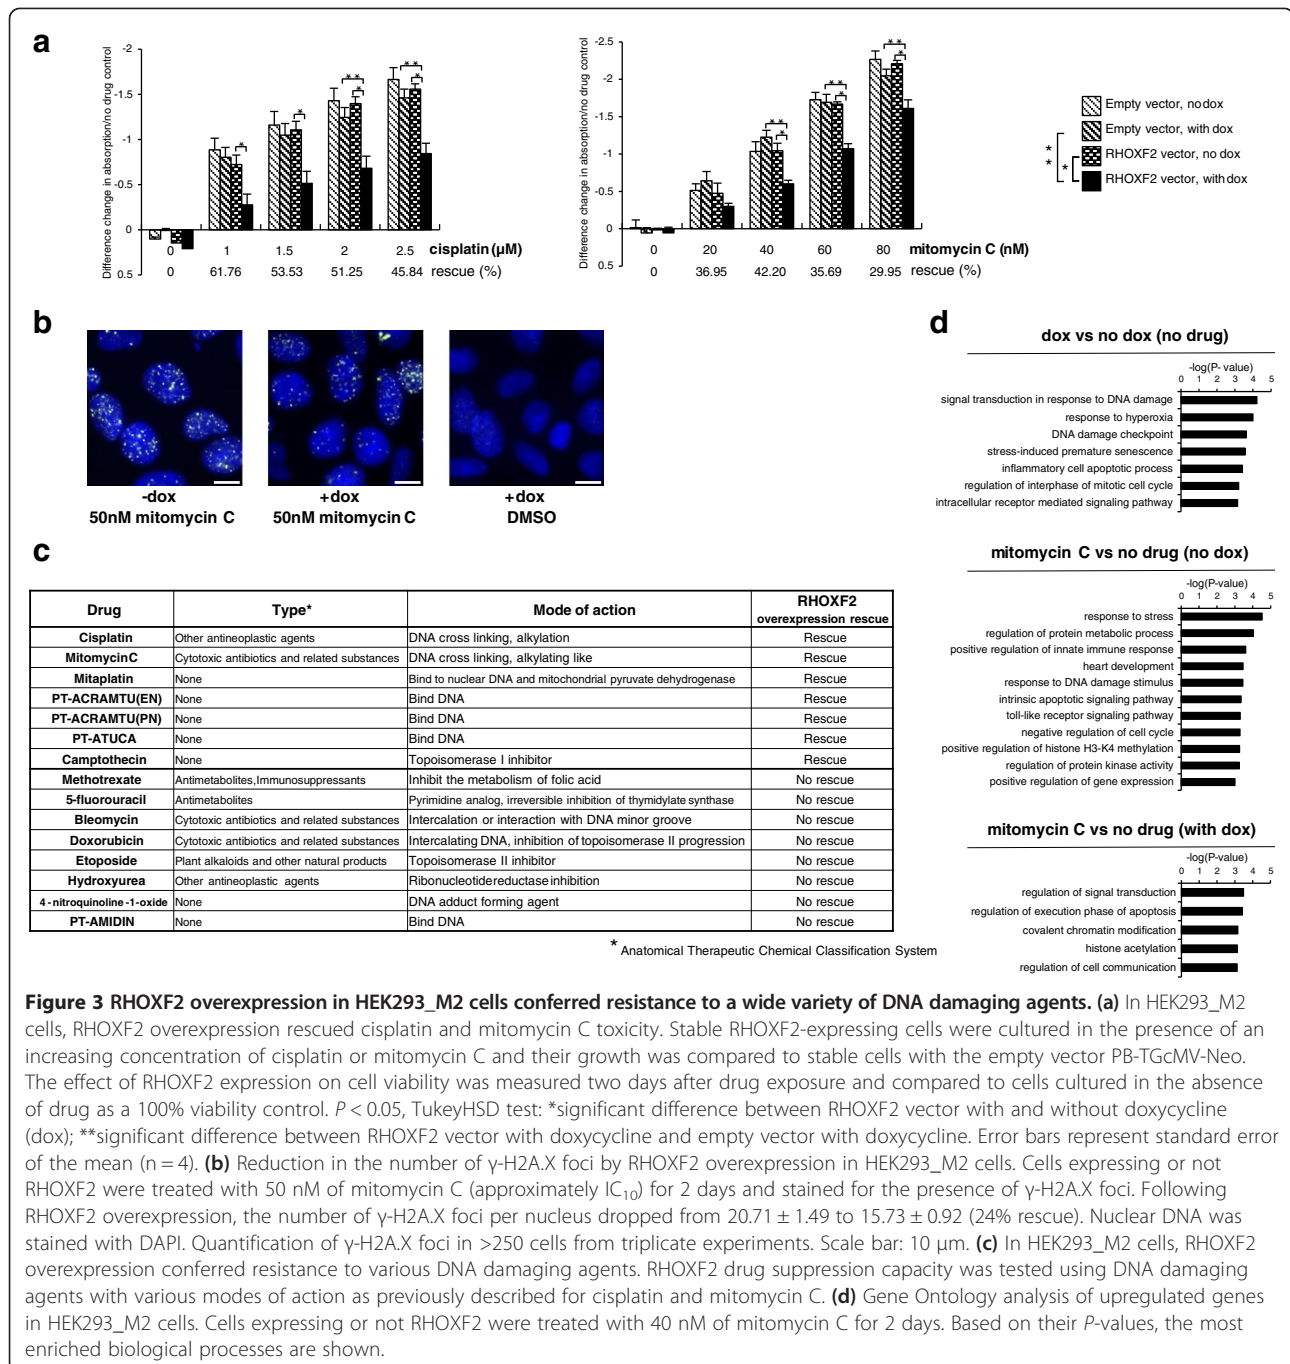 a
Difference change in absorption/no drug control
-2
-1.5
-1
-0.5
0
0.5
* *
*
* *
*
*
*
0 1 1.5 2 2.5 cisplatin (μM)
0 61.76 53.53 51.25 45.84 rescue (%)
Difference change in absorption/no drug control
-2.5
-2
-1.5
-1
-0.5
0
0.5
* *
*
* *
*
* *
*
0 20 40 60 80 mitomycin C (nM)
0 36.95 42.20 35.69 29.95 rescue (%)
Empty vector, no dox
Empty vector, with dox
RHOXF2 vector, no dox
RHOXF2 vector, with dox
* *
*
b
-dox
50nM mitomycin C
+dox
50nM mitomycin C
+dox
DMSO
c
Drug Type* Mode of action RHOXF2 overexpression rescue
Cisplatin Other antineoplastic agents DNA cross linking, alkylation Rescue
MitomycinC Cytotoxic antibiotics and related substances DNA cross linking, alkylating like Rescue
Mitaplatin None Bind to nuclear DNA and mitochondrial pyruvate dehydrogenase Rescue
PT-ACRAMTU(EN) None Bind DNA Rescue
PT-ACRAMTU(PN) None Bind DNA Rescue
PT-ATUCA None Bind DNA Rescue
Camptothecin None Topoisomerase I inhibitor Rescue
Methotrexate Antimetabolites,Immunosuppressants Inhibit the metabolism of folic acid No rescue
5-fluorouracil Antimetabolites Pyrimidine analog, irreversible inhibition of thymidylate synthase No rescue
Bleomycin Cytotoxic antibiotics and related substances Intercalation or interaction with DNA minor groove No rescue
Doxorubicin Cytotoxic antibiotics and related substances Intercalating DNA, inhibition of topoisomerase II progression No rescue
Etoposide Plant alkaloids and other natural products Topoisomerase II inhibitor No rescue
Hydroxyurea Other antineoplastic agents Ribonucleotide reductase inhibition No rescue
4-nitroquinoline-1-oxide None DNA adduct forming agent No rescue
PT-AMIDIN None Bind DNA No rescue
* Anatomical Therapeutic Chemical Classification System
d
dox vs no dox (no drug)
-log(P- value)
0 1 2 3 4 5
signal transduction in response to DNA damage
response to hyperoxia
DNA damage checkpoint
stress-induced premature senescence
inflammatory cell apoptotic process
regulation of interphase of mitotic cell cycle
intracellular receptor mediated signaling pathway
mitomycin C vs no drug (no dox)
-log(P-value)
0 1 2 3 4 5
response to stress
regulation of protein metabolic process
positive regulation of innate immune response
heart development
response to DNA damage stimulus
intrinsic apoptotic signaling pathway
toll-like receptor signaling pathway
negative regulation of cell cycle
positive regulation of histone H3-K4 methylation
regulation of protein kinase activity
positive regulation of gene expression
mitomycin C vs no drug (with dox)
-log(P-value)
0 1 2 3 4 5
regulation of signal transduction
regulation of execution phase of apoptosis
covalent chromatin modification
histone acetylation
regulation of cell communication
Figure 3 RHOXF2 overexpression in HEK293_M2 cells conferred resistance to a wide variety of DNA damaging agents. (a) In HEK293_M2
cells, RHOXF2 overexpression rescued cisplatin and mitomycin C toxicity. Stable RHOXF2-expressing cells were cultured in the presence of an
increasing concentration of cisplatin or mitomycin C and their growth was compared to stable cells with the empty vector PB-TGcMV-Neo.
The effect of RHOXF2 expression on cell viability was measured two days after drug exposure and compared to cells cultured in the absence
of drug as a 100% viability control. P < 0.05, TukeyHSD test: *significant difference between RHOXF2 vector with and without doxycycline
(dox); **significant difference between RHOXF2 vector with doxycycline and empty vector with doxycycline. Error bars represent standard error
of the mean (n = 4). (b) Reduction in the number of γ-H2A.X foci by RHOXF2 overexpression in HEK293_M2 cells. Cells expressing or not
RHOXF2 were treated with 50 nM of mitomycin C (approximately IC10) for 2 days and stained for the presence of γ-H2A.X foci. Following
RHOXF2 overexpression, the number of γ-H2A.X foci per nucleus dropped from 20.71 ± 1.49 to 15.73 ± 0.92 (24% rescue). Nuclear DNA was
stained with DAPI. Quantification of γ-H2A.X foci in >250 cells from triplicate experiments. Scale bar: 10 μm. (c) In HEK293_M2 cells, RHOXF2
overexpression conferred resistance to various DNA damaging agents. RHOXF2 drug suppression capacity was tested using DNA damaging
agents with various modes of action as previously described for cisplatin and mitomycin C. (d) Gene Ontology analysis of upregulated genes
in HEK293_M2 cells. Cells expressing or not RHOXF2 were treated with 40 nM of mitomycin C for 2 days. Based on their P-values, the most
enriched biological processes are shown.